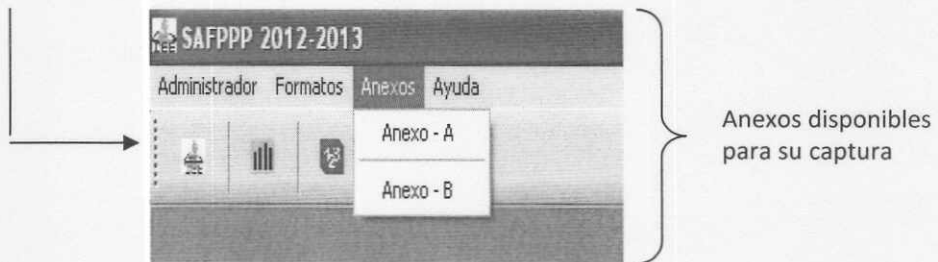 SAFPPP 2012-2013
Administrador Formatos Anexos Ayuda
Anexo - A
Anexo - B
Anexos disponibles
para su captura